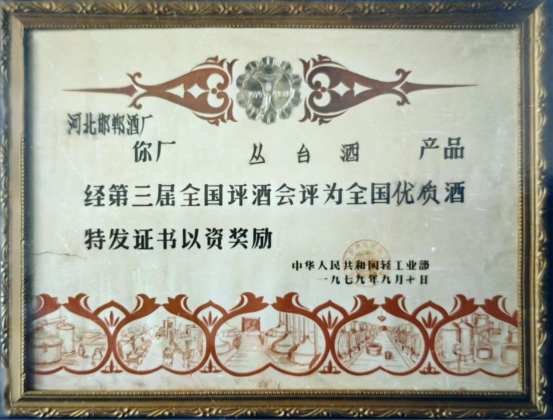 河北邯郸酒厂
你厂 丛台酒 产品
经第三届全国评酒会评为全国优质酒
特发证书以资奖励
中华人民共和国轻工业部
一九七九年九月十日